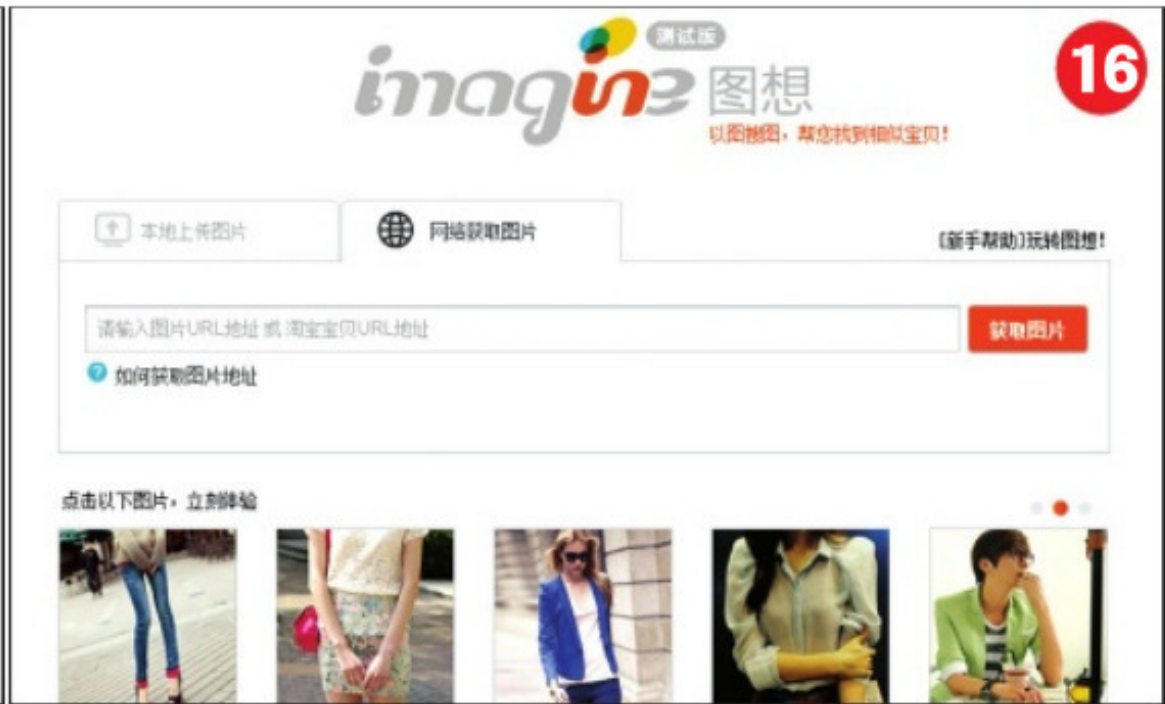 测试版
16
imagine 图想
以图搜图，帮您找到相似宝贝！
本地上传图片
网络获取图片
[新手帮助]玩转图想！
请输入图片URL地址 或 淘宝宝贝URL地址
获取图片
? 如何获取图片地址
点击以下图片，立刻体验